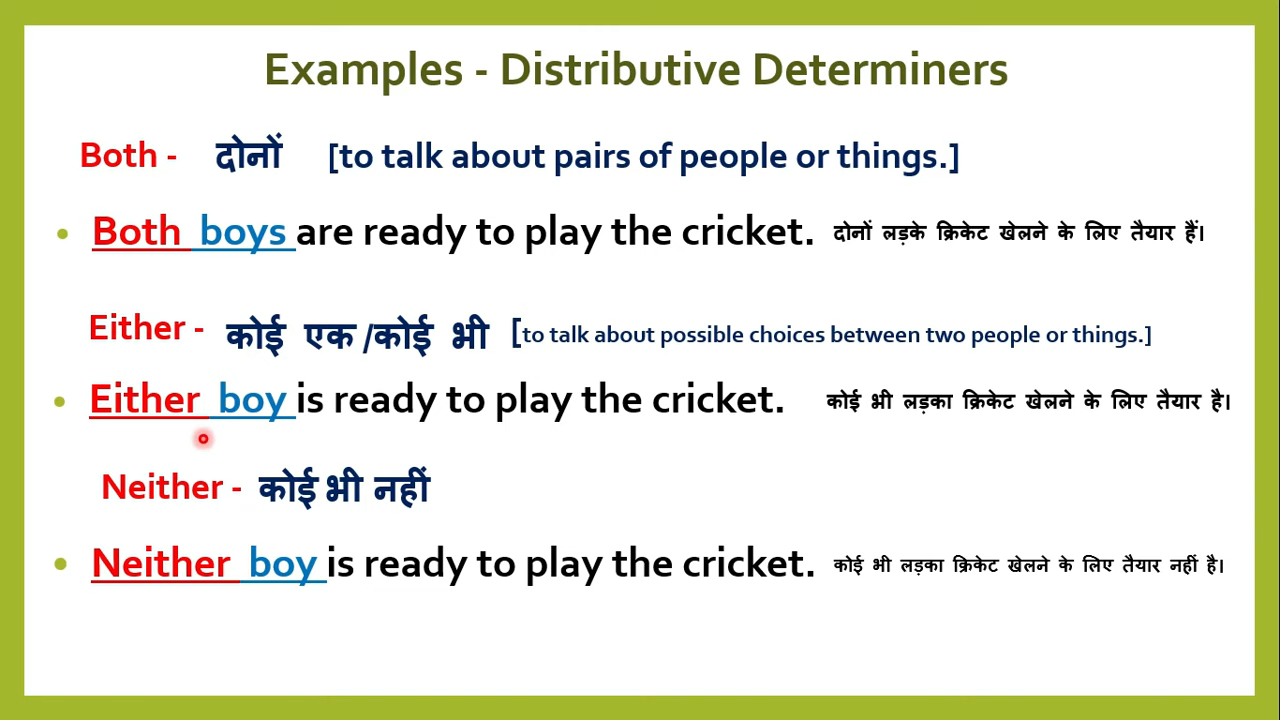 Examples - Distributive Determiners
Both - दोनों [to talk about pairs of people or things.]
Both boys are ready to play the cricket. दोनों लड़के क्रिकेट खेलने के लिए तैयार हैं।
Either - कोई एक /कोई भी [to talk about possible choices between two people or things.]
Either boy is ready to play the cricket. कोई भी लड़का क्रिकेट खेलने के लिए तैयार है।
Neither - कोई भी नहीं
Neither boy is ready to play the cricket. कोई भी लड़का क्रिकेट खेलने के लिए तैयार नहीं है।